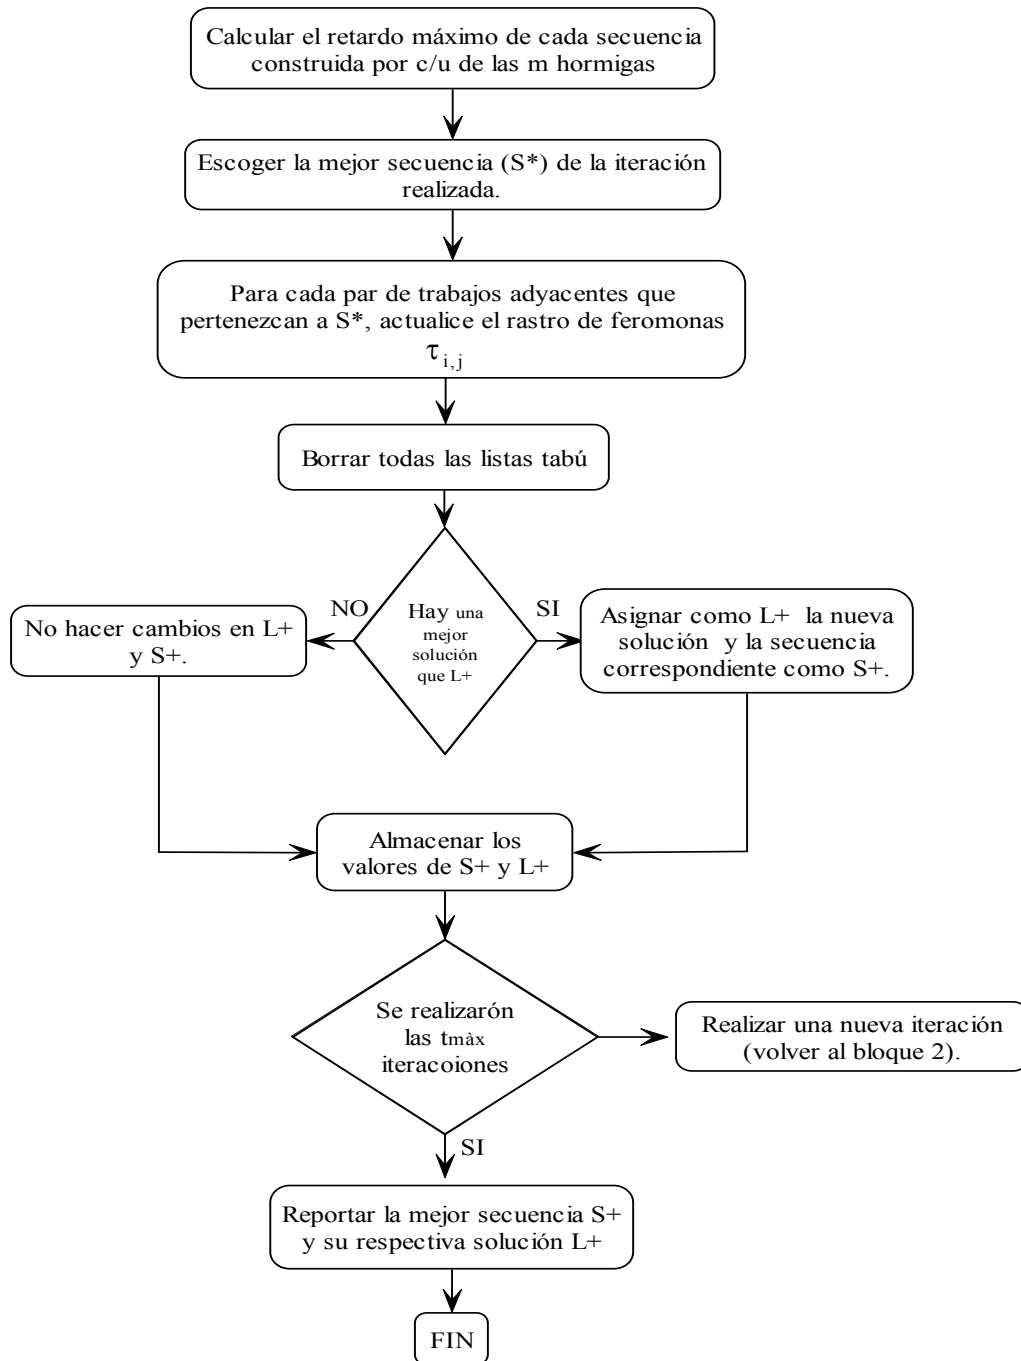 Calcular el retardo máximo de cada secuencia
construida por c/u de las m hormigas
Escoger la mejor secuencia (S*) de la iteración
realizada.
Para cada par de trabajos adyacentes que
pertenezcan a S*, actualice el rastro de feromonas
τ i,j
Borrar todas las listas tabú
NO
Hay una
mejor
solución
que L+
SI
No hacer cambios en L+
y S+.
Asignar como L+ la nueva
solución y la secuencia
correspondiente como S+.
Almacenar los
valores de S+ y L+
Se realizarón
las tmàx
iteracoiones
Realizar una nueva iteración
(volver al bloque 2).
SI
Reportar la mejor secuencia S+
y su respectiva solución L+
FIN